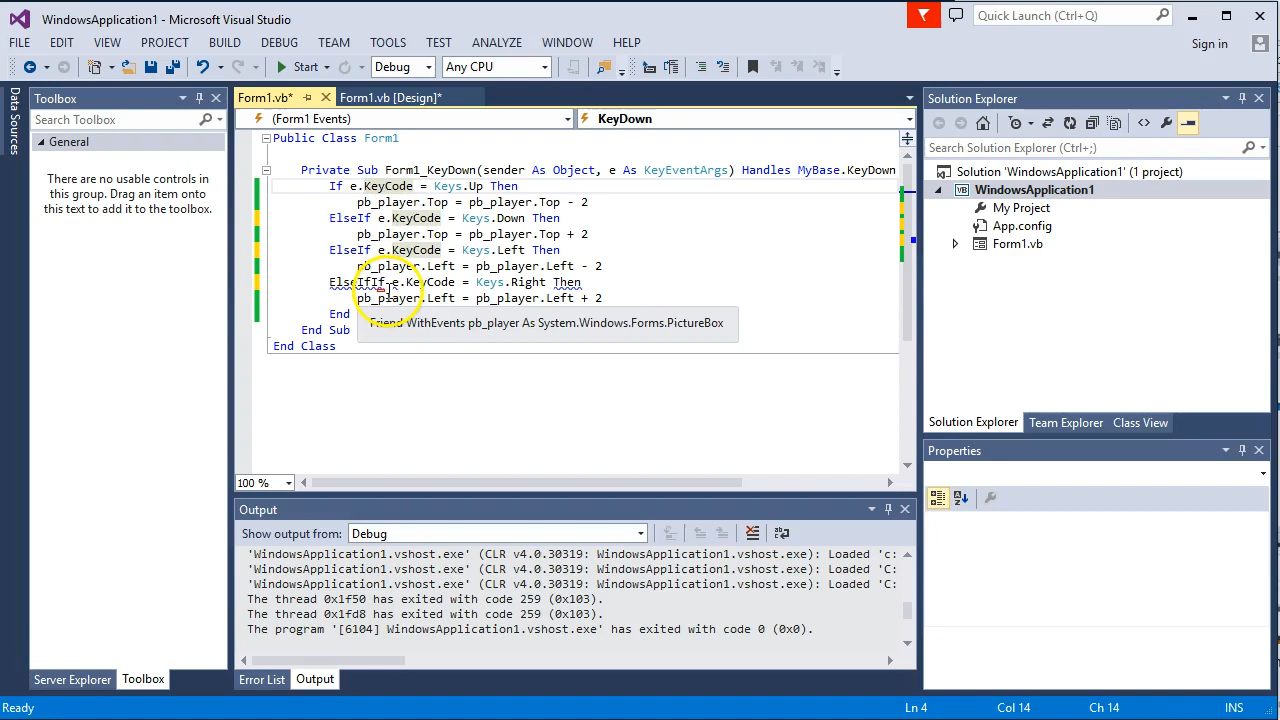 WindowsApplication1 - Microsoft Visual Studio
Quick Launch (Ctrl+Q)
FILE EDIT VIEW PROJECT BUILD DEBUG TEAM TOOLS TEST ANALYZE WINDOW HELP
Sign in
Start Debug Any CPU
Data Sources
Toolbox
Search Toolbox
General
There are no usable controls in
this group. Drag an item onto
this text to add it to the toolbox.
Server Explorer Toolbox
Form1.vb* Form1.vb [Design]*
(Form1 Events) KeyDown
Public Class Form1
Private Sub Form1_KeyDown(sender As Object, e As KeyEventArgs) Handles MyBase.KeyDown
If e.KeyCode = Keys.Up Then
pb_player.Top = pb_player.Top - 2
ElseIf e.KeyCode = Keys.Down Then
pb_player.Top = pb_player.Top + 2
ElseIf e.KeyCode = Keys.Left Then
pb_player.Left = pb_player.Left - 2
ElseIfIf e.KeyCode = Keys.Right Then
pb_player.Left = pb_player.Left + 2
End
Friend WithEvents pb_player As System.Windows.Forms.PictureBox
End Sub
End Class
100 %
Output
Show output from: Debug
'WindowsApplication1.vshost.exe' (CLR v4.0.30319: WindowsApplication1.vshost.exe): Loaded 'c:
'WindowsApplication1.vshost.exe' (CLR v4.0.30319: WindowsApplication1.vshost.exe): Loaded 'C:
'WindowsApplication1.vshost.exe' (CLR v4.0.30319: WindowsApplication1.vshost.exe): Loaded 'C:
The thread 0x1f50 has exited with code 259 (0x103).
The thread 0x1fd8 has exited with code 259 (0x103).
The program '[6104] WindowsApplication1.vshost.exe' has exited with code 0 (0x0).
Error List Output
Solution Explorer
Search Solution Explorer (Ctrl+;)
Solution 'WindowsApplication1' (1 project)
VB WindowsApplication1
My Project
App.config
Form1.vb
Solution Explorer Team Explorer Class View
Properties
Ready Ln 4 Col 14 Ch 14 INS